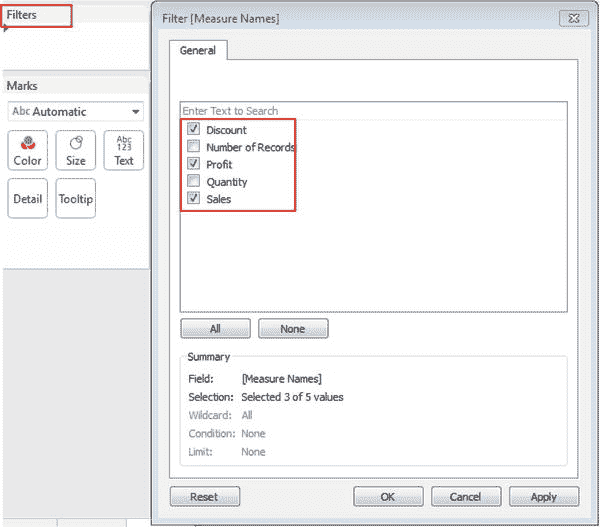 Filters
Marks
Abc Automatic
Color
Size
Abc
123
Text
Detail
Tooltip
Filter [Measure Names]
General
Enter Text to Search
Discount
Number of Records
Profit
Quantity
Sales
All
None
Summary
Field: [Measure Names]
Selection: Selected 3 of 5 values
Wildcard: All
Condition: None
Limit: None
Reset
OK
Cancel
Apply